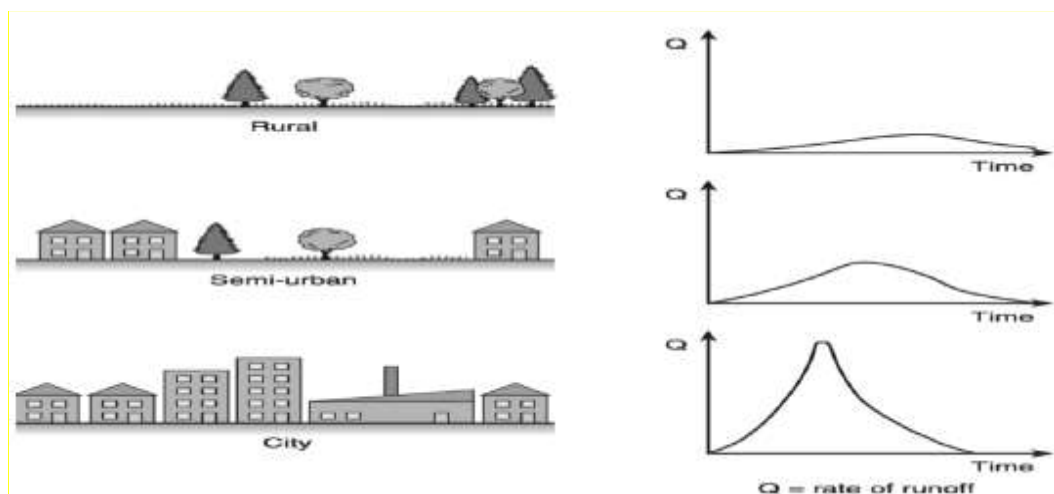 Q
Rural
Time
Q
Semi-urban
Time
Q
City
Time
Q = rate of runoff